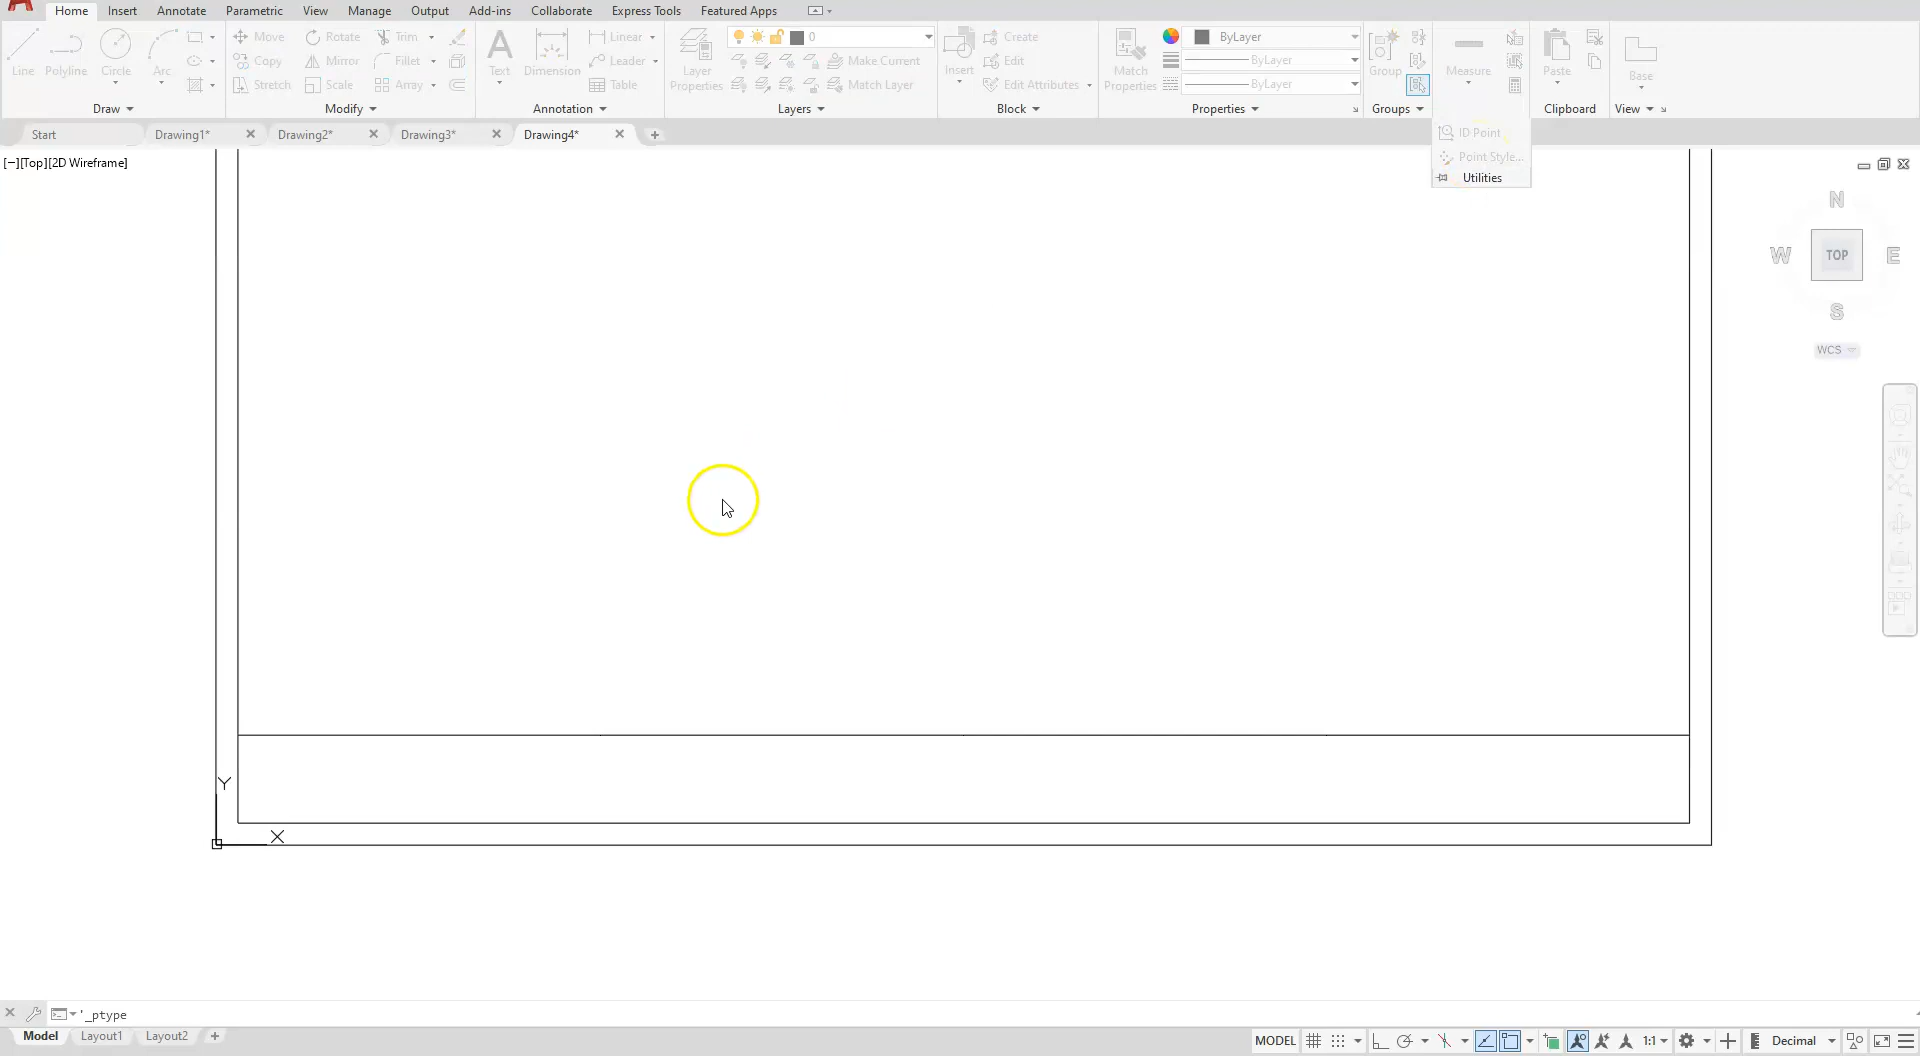 Home Insert Annotate Parametric View Manage Output Add-ins Collaborate Express Tools Featured Apps
Line Polyline Circle Arc
Move Rotate Trim
Copy Mirror Fillet
Stretch Scale Array
Text Dimension
Linear
Leader
Table
Layer Properties
0
Make Current
Match Layer
Insert
Create
Edit
Edit Attributes
Match Properties
ByLayer
ByLayer
ByLayer
Group
Measure
Paste
Base
Draw Modify Annotation Layers Block Properties Groups Clipboard View
Start Drawing1* Drawing2* Drawing3* Drawing4*
ID Point
Point Style...
Utilities
[−][Top][2D Wireframe]
N
W TOP E
S
WCS
Y
X
'_ptype
Model Layout1 Layout2
MODEL 1:1 Decimal